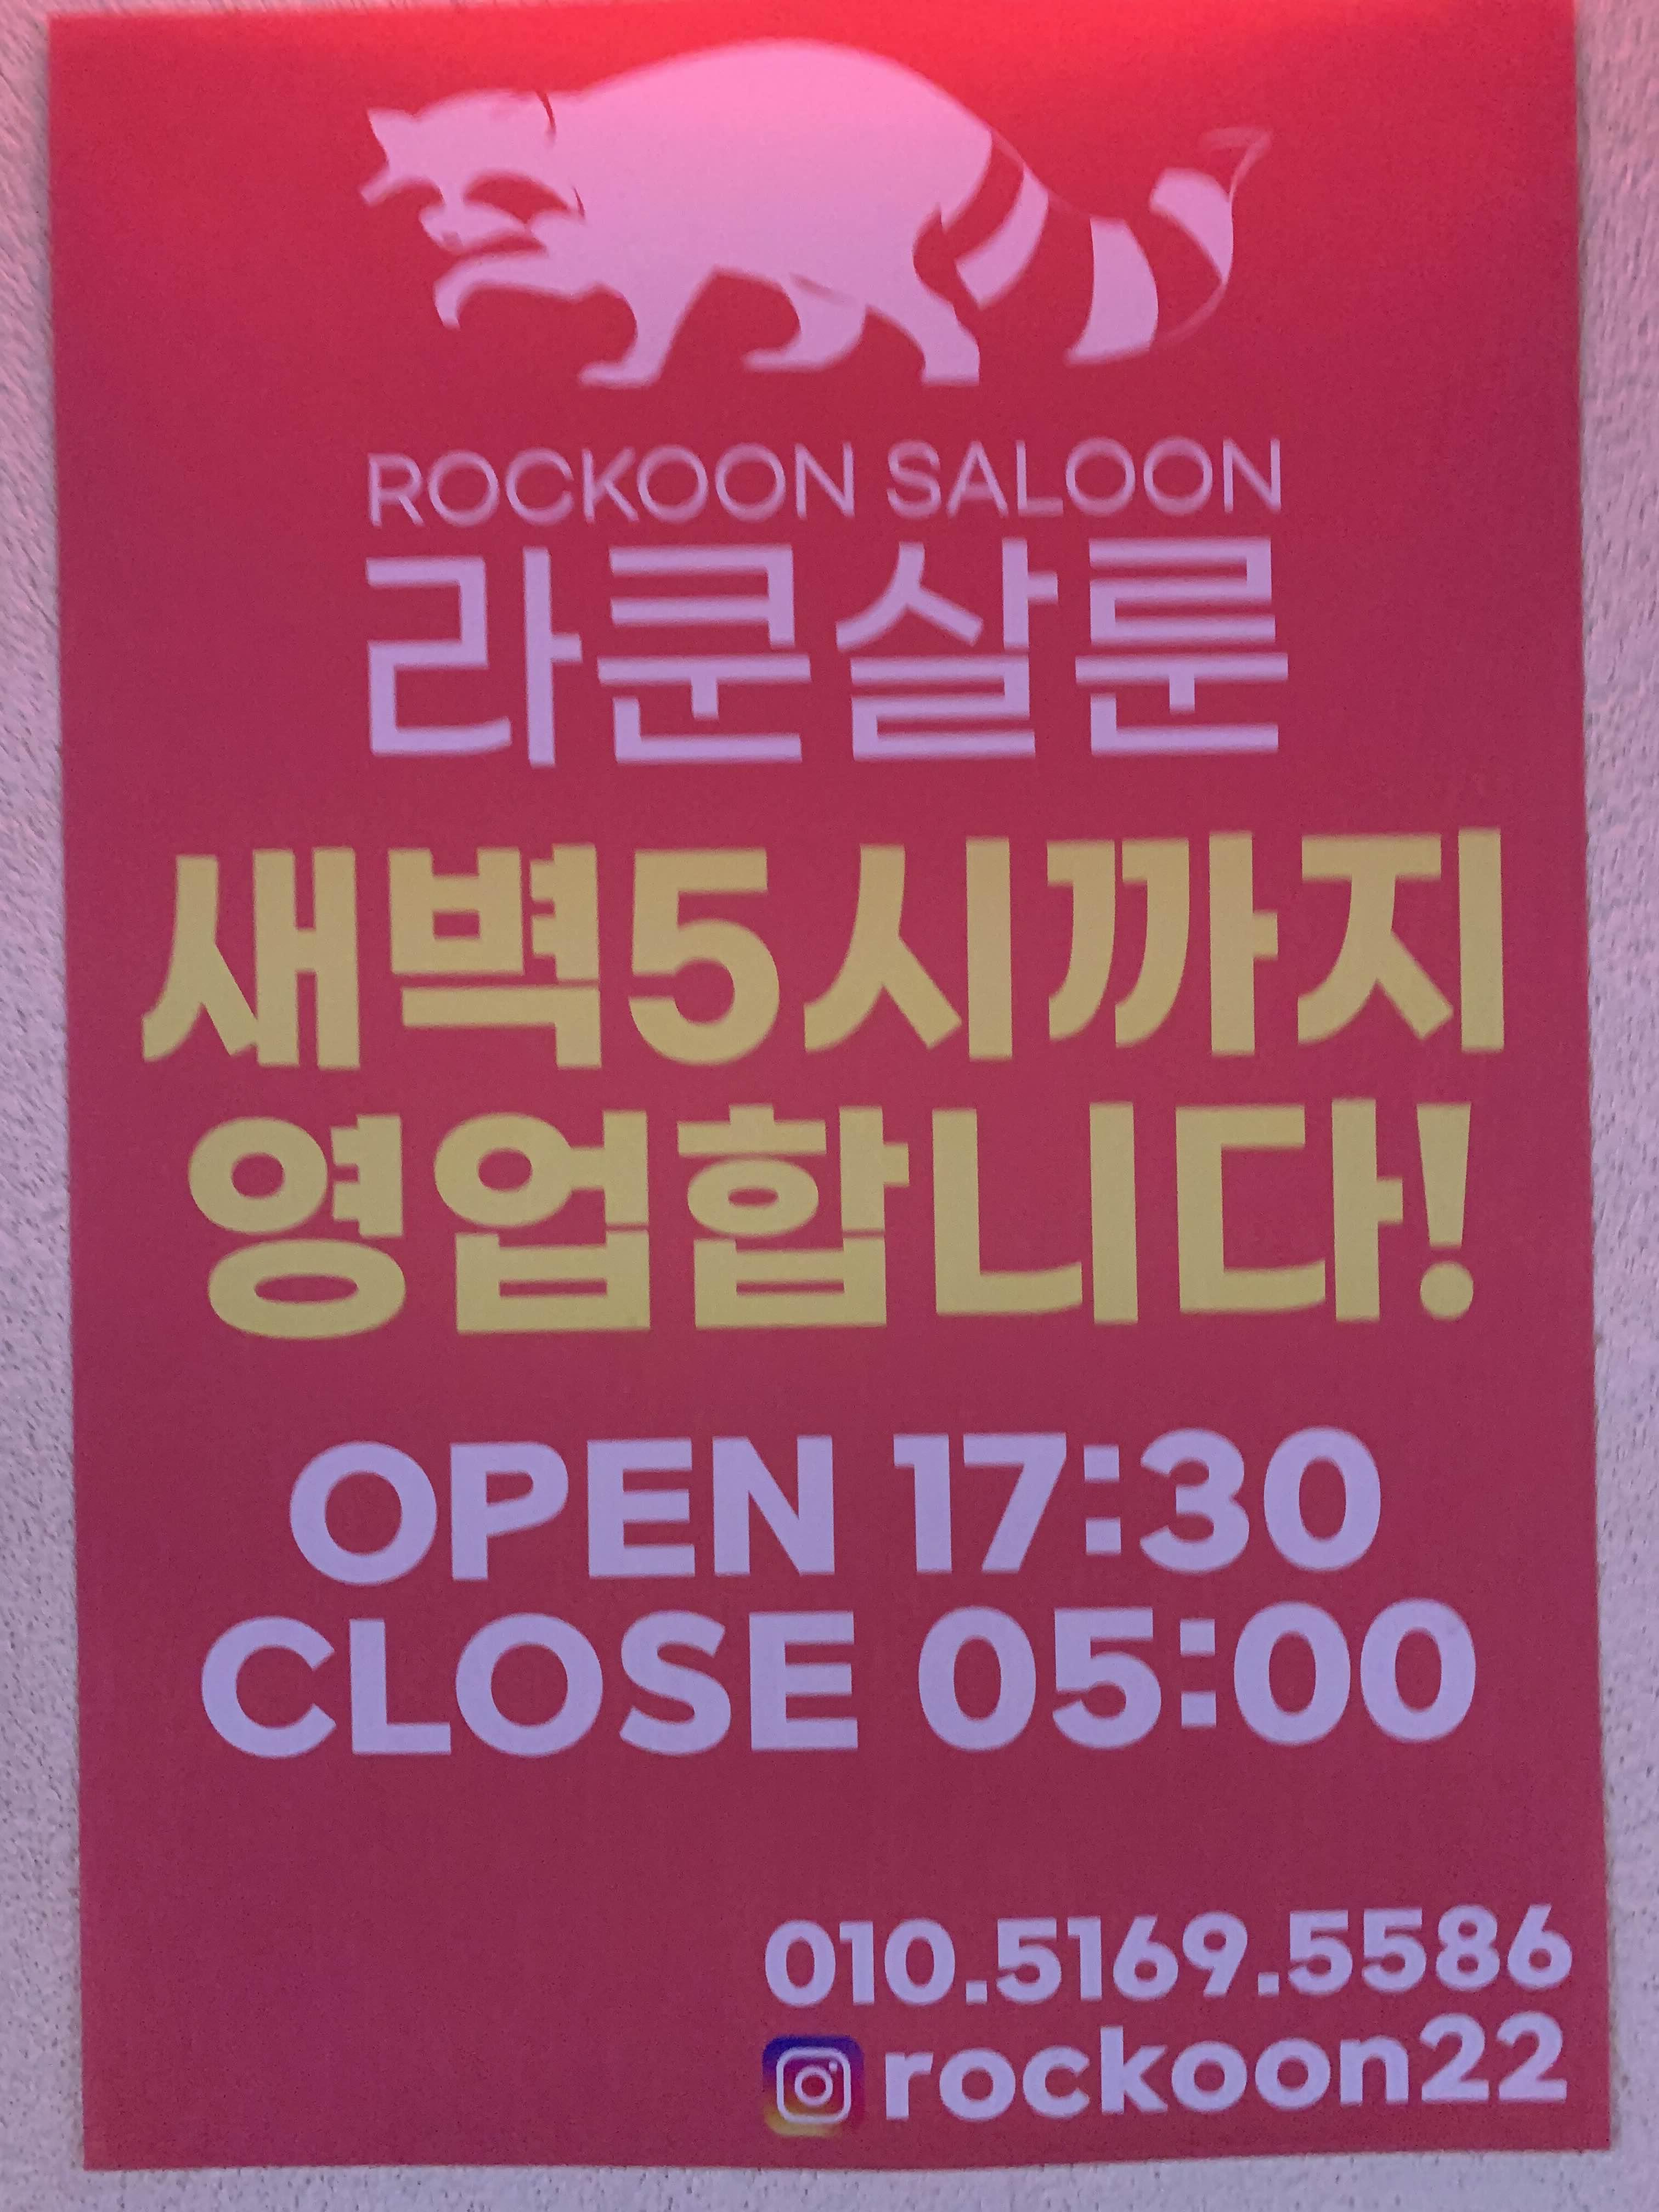 ROCKOON SALOON
라쿤살룬
새벽5시까지
영업합니다!
OPEN 17:30
CLOSE 05:00
010.5169.5586
rockoon22